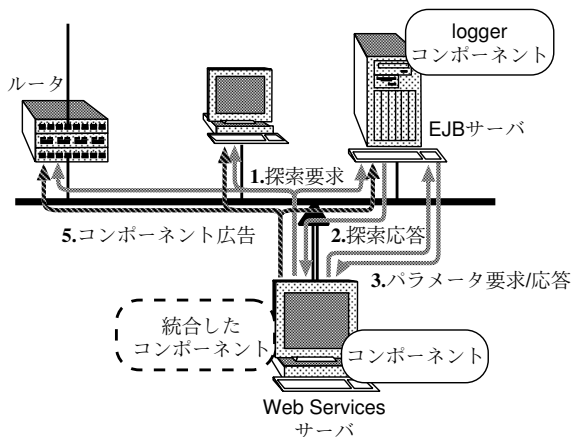 logger
コンポーネント
ルータ
EJBサーバ
1.探索要求
5.コンポーネント広告
2.探索応答
3.パラメータ要求/応答
統合した
コンポーネント
コンポーネント
Web Services
サーバ